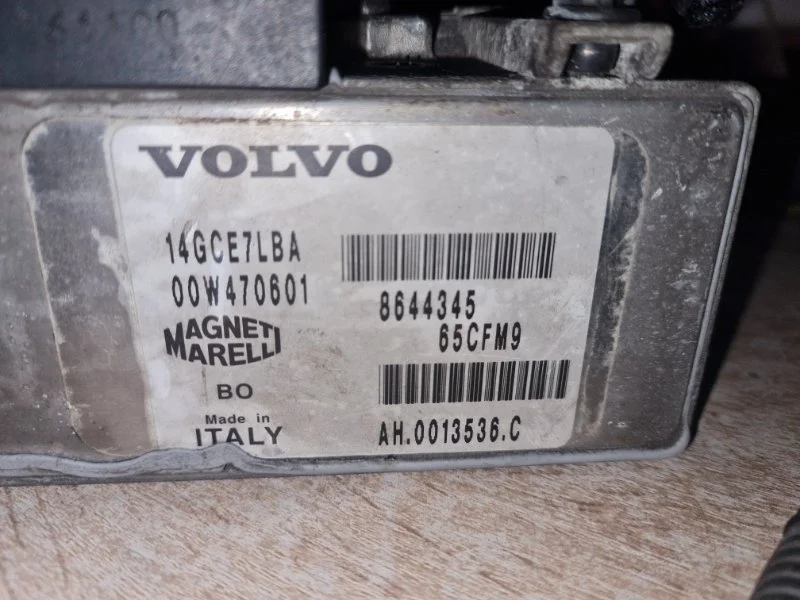 VOLVO
14GCE7LBA
00W470601
8644345
MAGNETI
MARELLI
65CFM9
BO
Made in
ITALY
AH.0013536.C